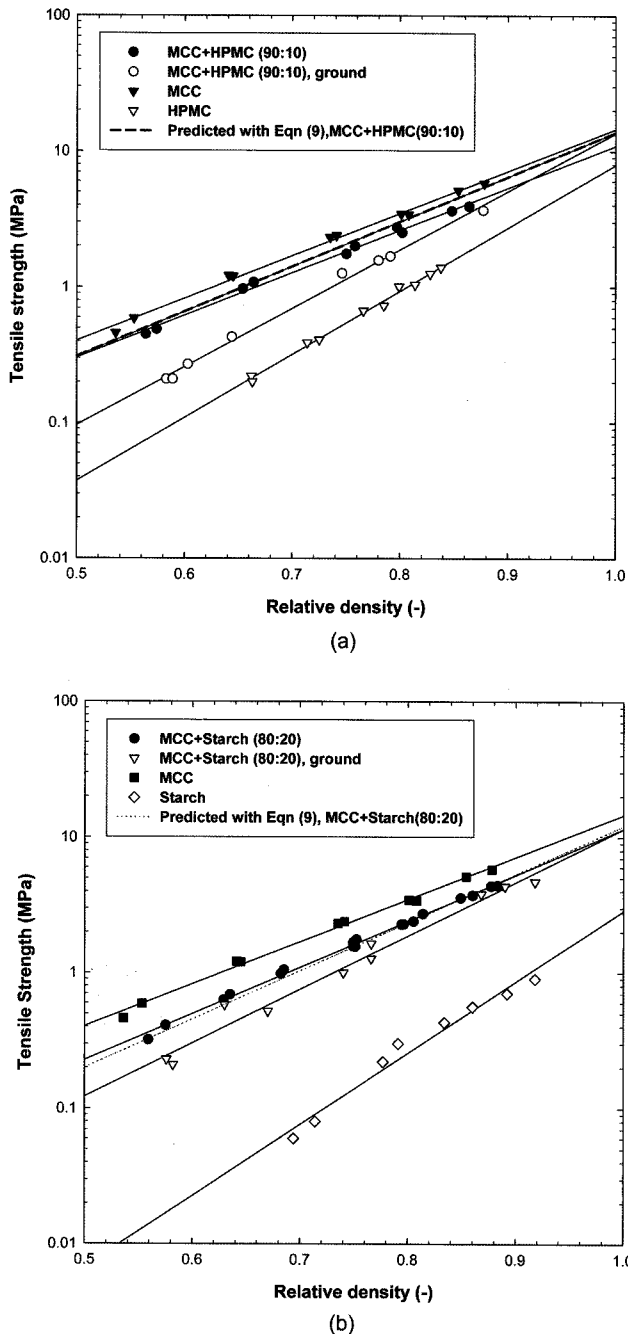 100
10
1
0.1
0.01
Tensile strength (MPa)
MCC+HPMC (90:10)
MCC+HPMC (90:10), ground
MCC
HPMC
Predicted with Eqn (9),MCC+HPMC(90:10)
0.5 0.6 0.7 0.8 0.9 1.0
Relative density (-)
(a)
100
10
1
0.1
0.01
Tensile Strength (MPa)
MCC+Starch (80:20)
MCC+Starch (80:20), ground
MCC
Starch
Predicted with Eqn (9), MCC+Starch(80:20)
0.5 0.6 0.7 0.8 0.9 1.0
Relative density (-)
(b)